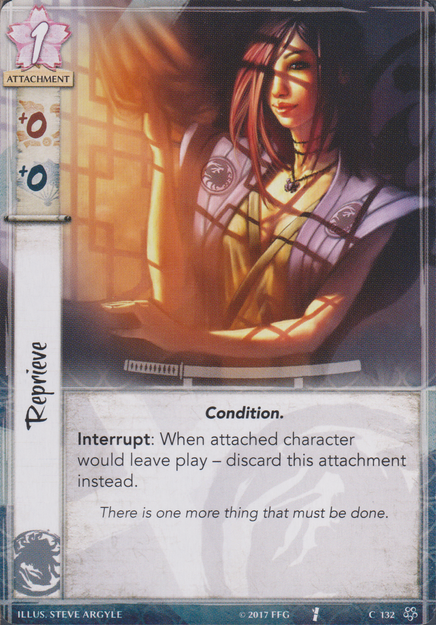 1
ATTACHMENT
+0
+0
Reprieve
Condition.
Interrupt: When attached character
would leave play – discard this attachment
instead.
There is one more thing that must be done.
ILLUS. STEVE ARGYLE
© 2017 FFG
C 132